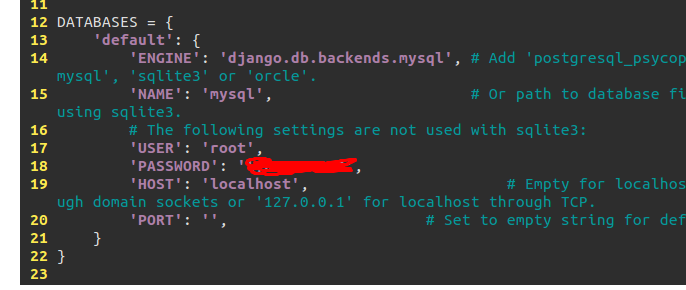 11
12 DATABASES = {
13     'default': {
14         'ENGINE': 'django.db.backends.mysql', # Add 'postgresql_psycop
mysql', 'sqlite3' or 'orcle'.
15         'NAME': 'mysql',                      # Or path to database fi
using sqlite3.
16         # The following settings are not used with sqlite3:
17         'USER': 'root',
18         'PASSWORD': ' ,
19         'HOST': 'localhost',                      # Empty for localhos
ugh domain sockets or '127.0.0.1' for localhost through TCP.
20         'PORT': '',                      # Set to empty string for def
21     }
22 }
23